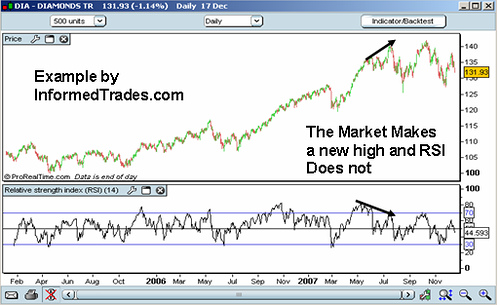 DIA - DIAMONDS TR 131.93 (-1.14%) Daily 17 Dec
500 units Daily Indicator/Backtest
Price
Example by
InformedTrades.com
The Market Makes
a new high and RSI
Does not
140
135
131.93
125
120
115
110
105
100
© ProRealTime.com Data is end of day
Relative strength index (RSI) (14)
100
70
50
44.593
30
Feb Apr Jun Aug Oct 2006 Mar May Jul Sep Nov 2007 Mar May Jul Sep Nov